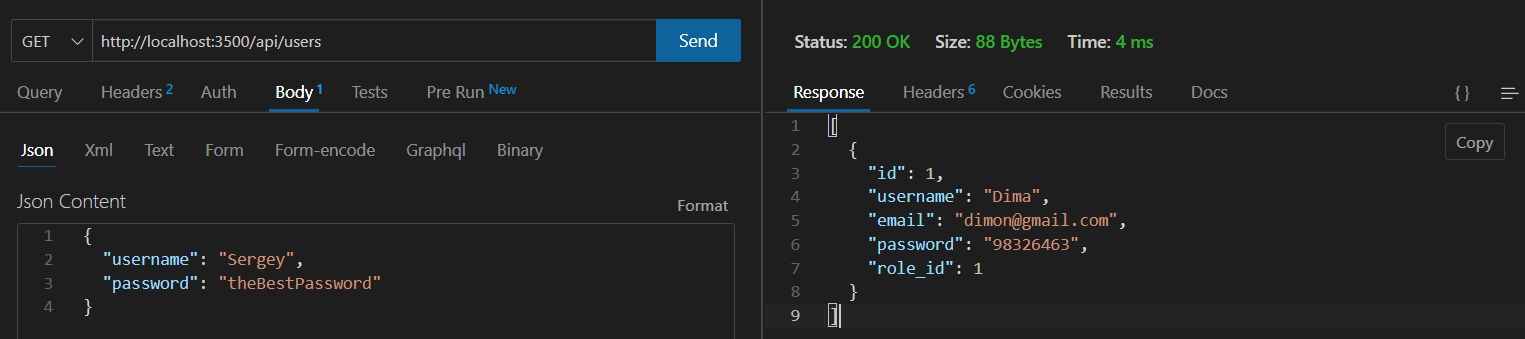 GET http://localhost:3500/api/users Send
Query Headers 2 Auth Body 1 Tests Pre Run New
Json Xml Text Form Form-encode Graphql Binary
Json Content Format
1 {
2 "username": "Sergey",
3 "password": "theBestPassword"
4 }
Status: 200 OK Size: 88 Bytes Time: 4 ms
Response Headers 6 Cookies Results Docs { }
Copy
1 [
2 {
3 "id": 1,
4 "username": "Dima",
5 "email": "dimon@gmail.com",
6 "password": "98326463",
7 "role_id": 1
8 }
9 ]